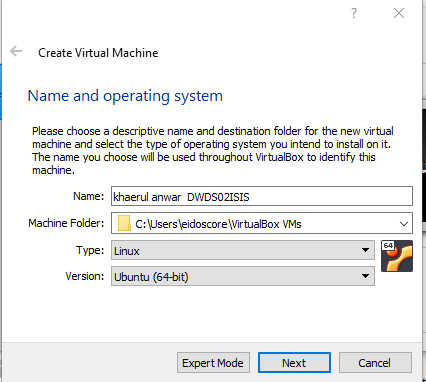 ?
Create Virtual Machine
Name and operating system
Please choose a descriptive name and destination folder for the new virtual
machine and select the type of operating system you intend to install on it.
The name you choose will be used throughout VirtualBox to identify this
machine.
Name: khaerul anwar DWDS02ISIS
Machine Folder: C:\Users\eidoscore\VirtualBox VMs
Type: Linux 64
Version: Ubuntu (64-bit)
Expert Mode Next Cancel